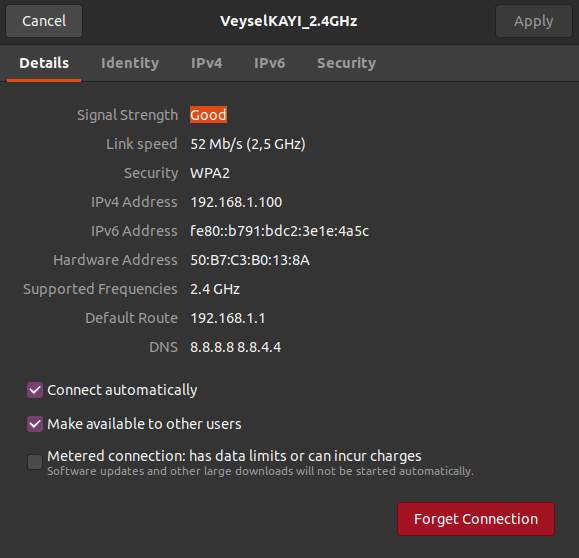 Cancel
VeyselKAYI_2.4GHz
Apply
Details
Identity
IPv4
IPv6
Security
Signal Strength Good
Link speed 52 Mb/s (2,5 GHz)
Security WPA2
IPv4 Address 192.168.1.100
IPv6 Address fe80::b791:bdc2:3e1e:4a5c
Hardware Address 50:B7:C3:B0:13:8A
Supported Frequencies 2.4 GHz
Default Route 192.168.1.1
DNS 8.8.8.8 8.8.4.4
Connect automatically
Make available to other users
Metered connection: has data limits or can incur charges
Software updates and other large downloads will not be started automatically.
Forget Connection